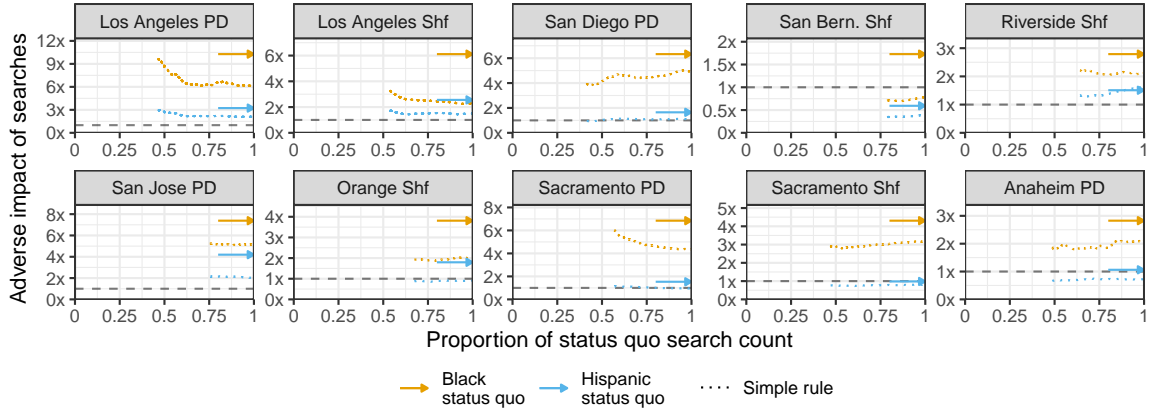 Adverse impact of searches
Los Angeles PD
Los Angeles Shf
San Diego PD
San Bern. Shf
Riverside Shf
12x
9x
6x
3x
0x
6x
4x
2x
0x
6x
4x
2x
0x
2x
1.5x
1x
0.5x
0x
3x
2x
1x
0x
0 0.25 0.5 0.75 1
0 0.25 0.5 0.75 1
0 0.25 0.5 0.75 1
0 0.25 0.5 0.75 1
0 0.25 0.5 0.75 1
San Jose PD
Orange Shf
Sacramento PD
Sacramento Shf
Anaheim PD
8x
6x
4x
2x
0x
4x
3x
2x
1x
0x
8x
6x
4x
2x
0x
5x
4x
3x
2x
1x
0x
3x
2x
1x
0x
0 0.25 0.5 0.75 1
0 0.25 0.5 0.75 1
0 0.25 0.5 0.75 1
0 0.25 0.5 0.75 1
0 0.25 0.5 0.75 1
Proportion of status quo search count
Black
status quo
Hispanic
status quo
Simple rule